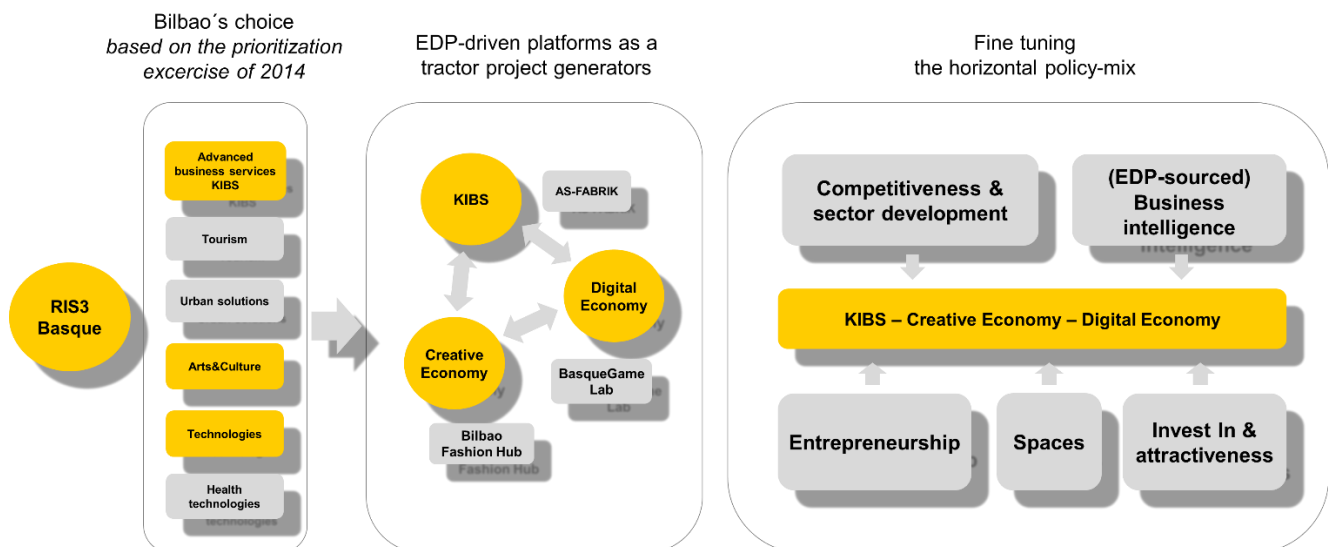 Bilbao´s choice
based on the prioritization
excercise of 2014
EDP-driven platforms as a
tractor project generators
Fine tuning
the horizontal policy-mix
RIS3
Basque
Advanced
business services
KIBS
Tourism
Urban solutions
Arts&Culture
Technologies
Health
technologies
KIBS
AS-FABRIK
Digital
Economy
Creative
Economy
BasqueGame
Lab
Bilbao
Fashion Hub
Competitiveness &
sector development
(EDP-sourced)
Business
intelligence
KIBS – Creative Economy – Digital Economy
Entrepreneurship
Spaces
Invest In &
attractiveness